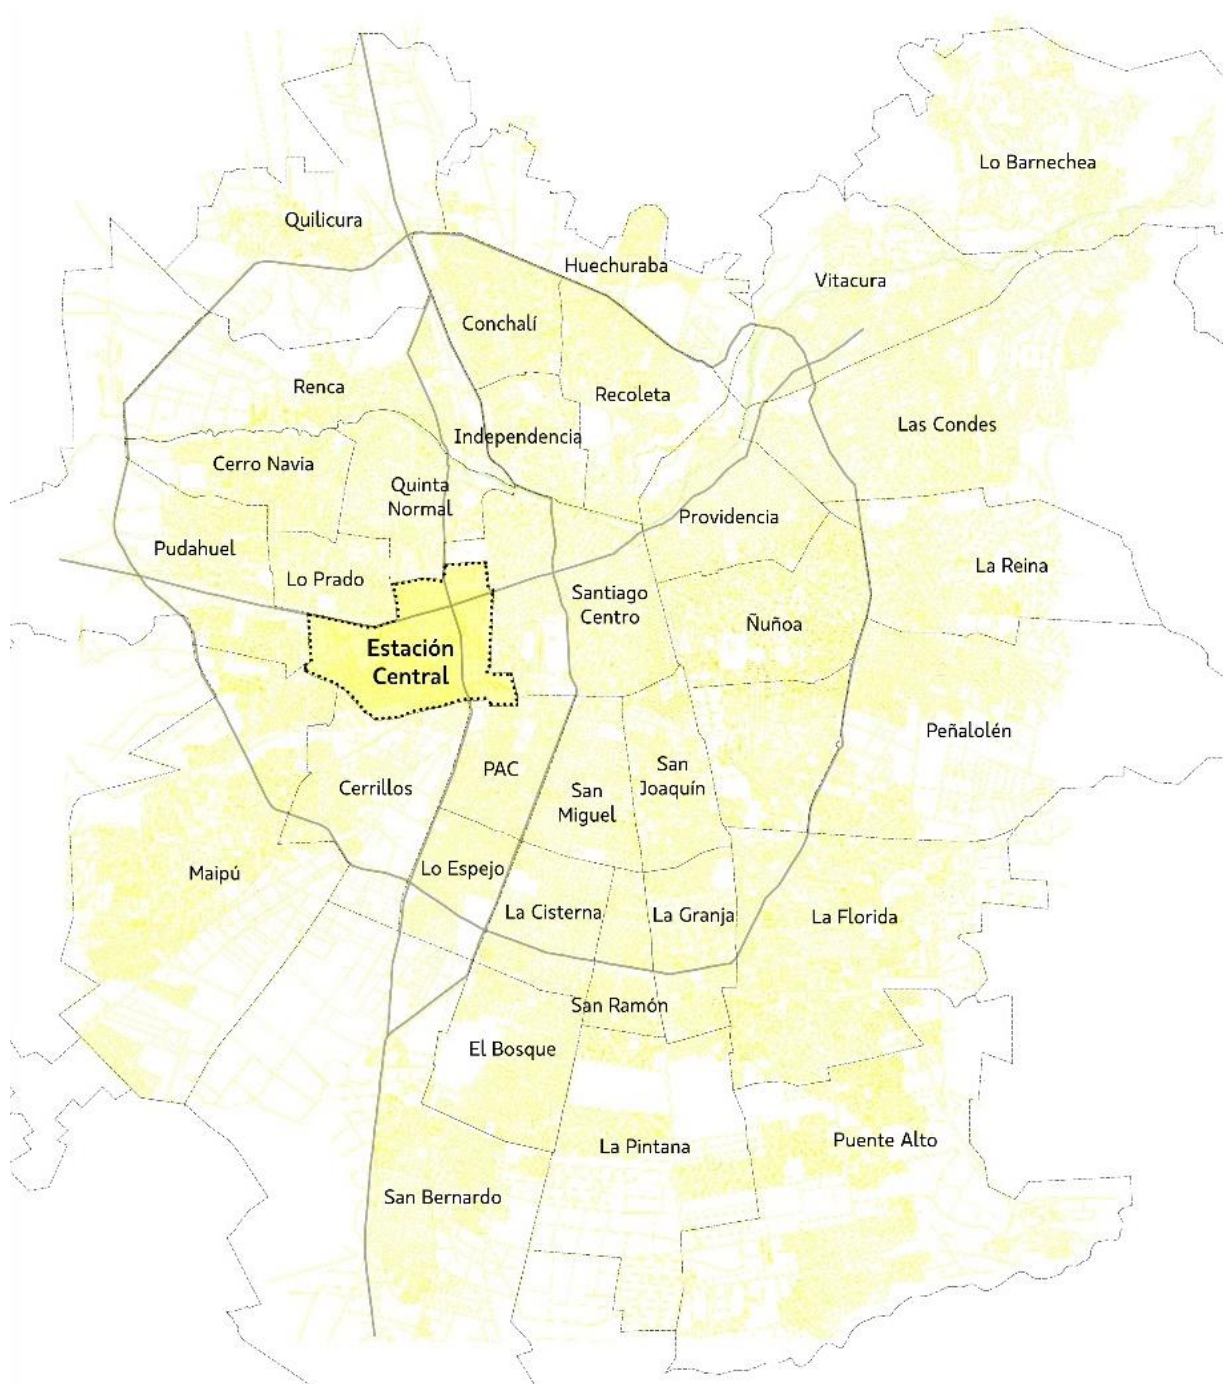 Lo Barnechea
Quilicura
Huechuraba
Vitacura
Conchalí
Renca
Recoleta
Las Condes
Independencia
Cerro Navia
Quinta
Normal
Providencia
Pudahuel
La Reina
Lo Prado
Santiago
Centro
Ñuñoa
Estación
Central
Peñalolén
PAC
San
Joaquín
Cerrillos
San
Miguel
Maipú
Lo Espejo
La Cisterna
La Granja
La Florida
San Ramón
El Bosque
La Pintana
Puente Alto
San Bernardo